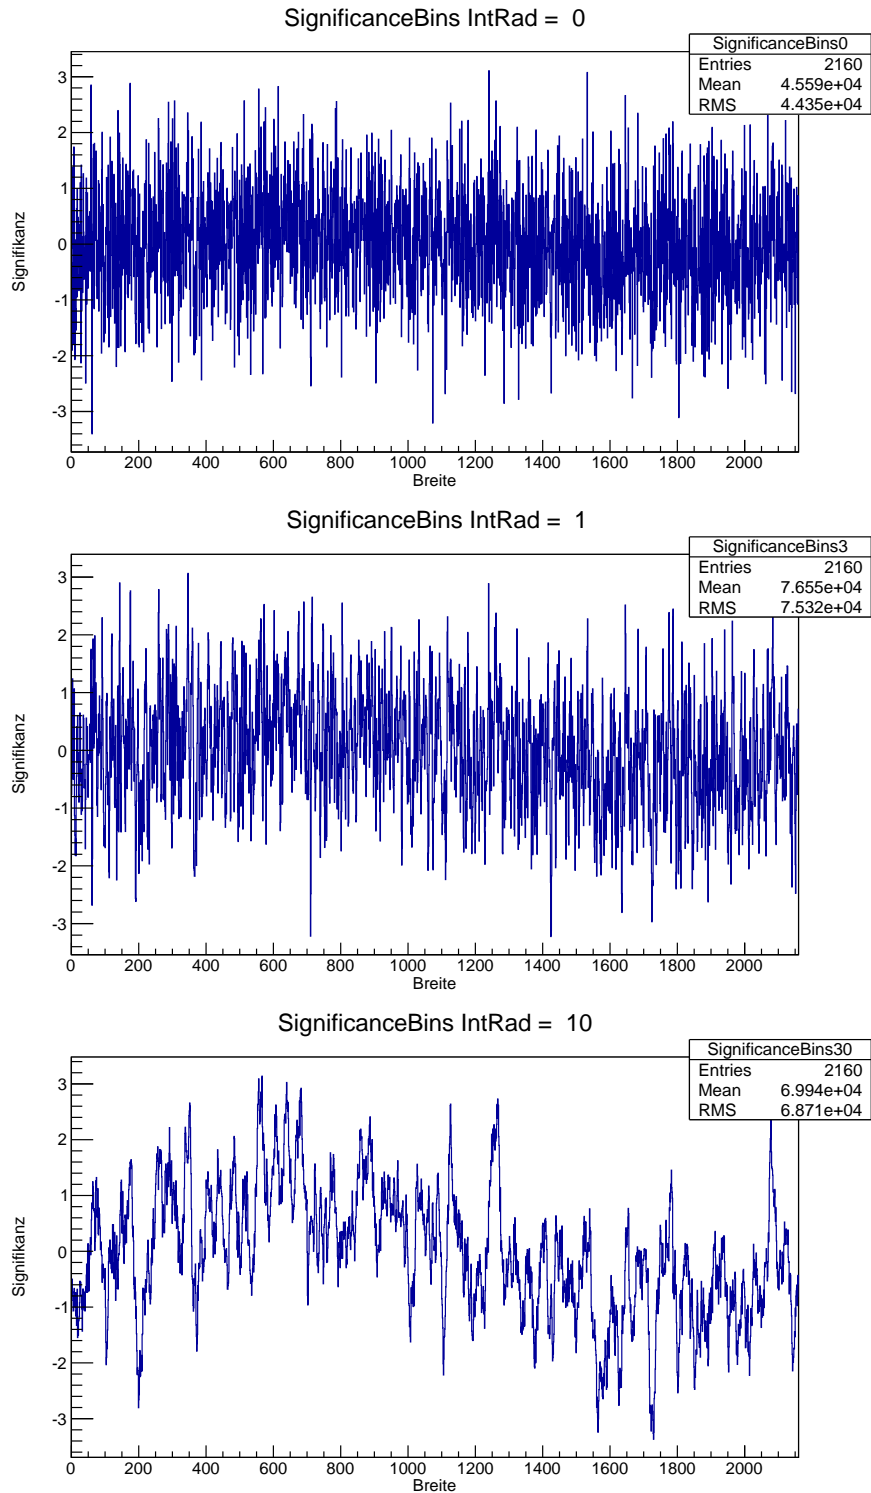 SignificanceBins IntRad = 0
SignificanceBins0
Entries 2160
Mean 4.559e+04
RMS 4.435e+04
Signifikanz
3
2
1
0
-1
-2
-3
0 200 400 600 800 1000 1200 1400 1600 1800 2000
Breite
SignificanceBins IntRad = 1
SignificanceBins3
Entries 2160
Mean 7.655e+04
RMS 7.532e+04
Signifikanz
3
2
1
0
-1
-2
-3
0 200 400 600 800 1000 1200 1400 1600 1800 2000
Breite
SignificanceBins IntRad = 10
SignificanceBins30
Entries 2160
Mean 6.994e+04
RMS 6.871e+04
Signifikanz
3
2
1
0
-1
-2
-3
0 200 400 600 800 1000 1200 1400 1600 1800 2000
Breite